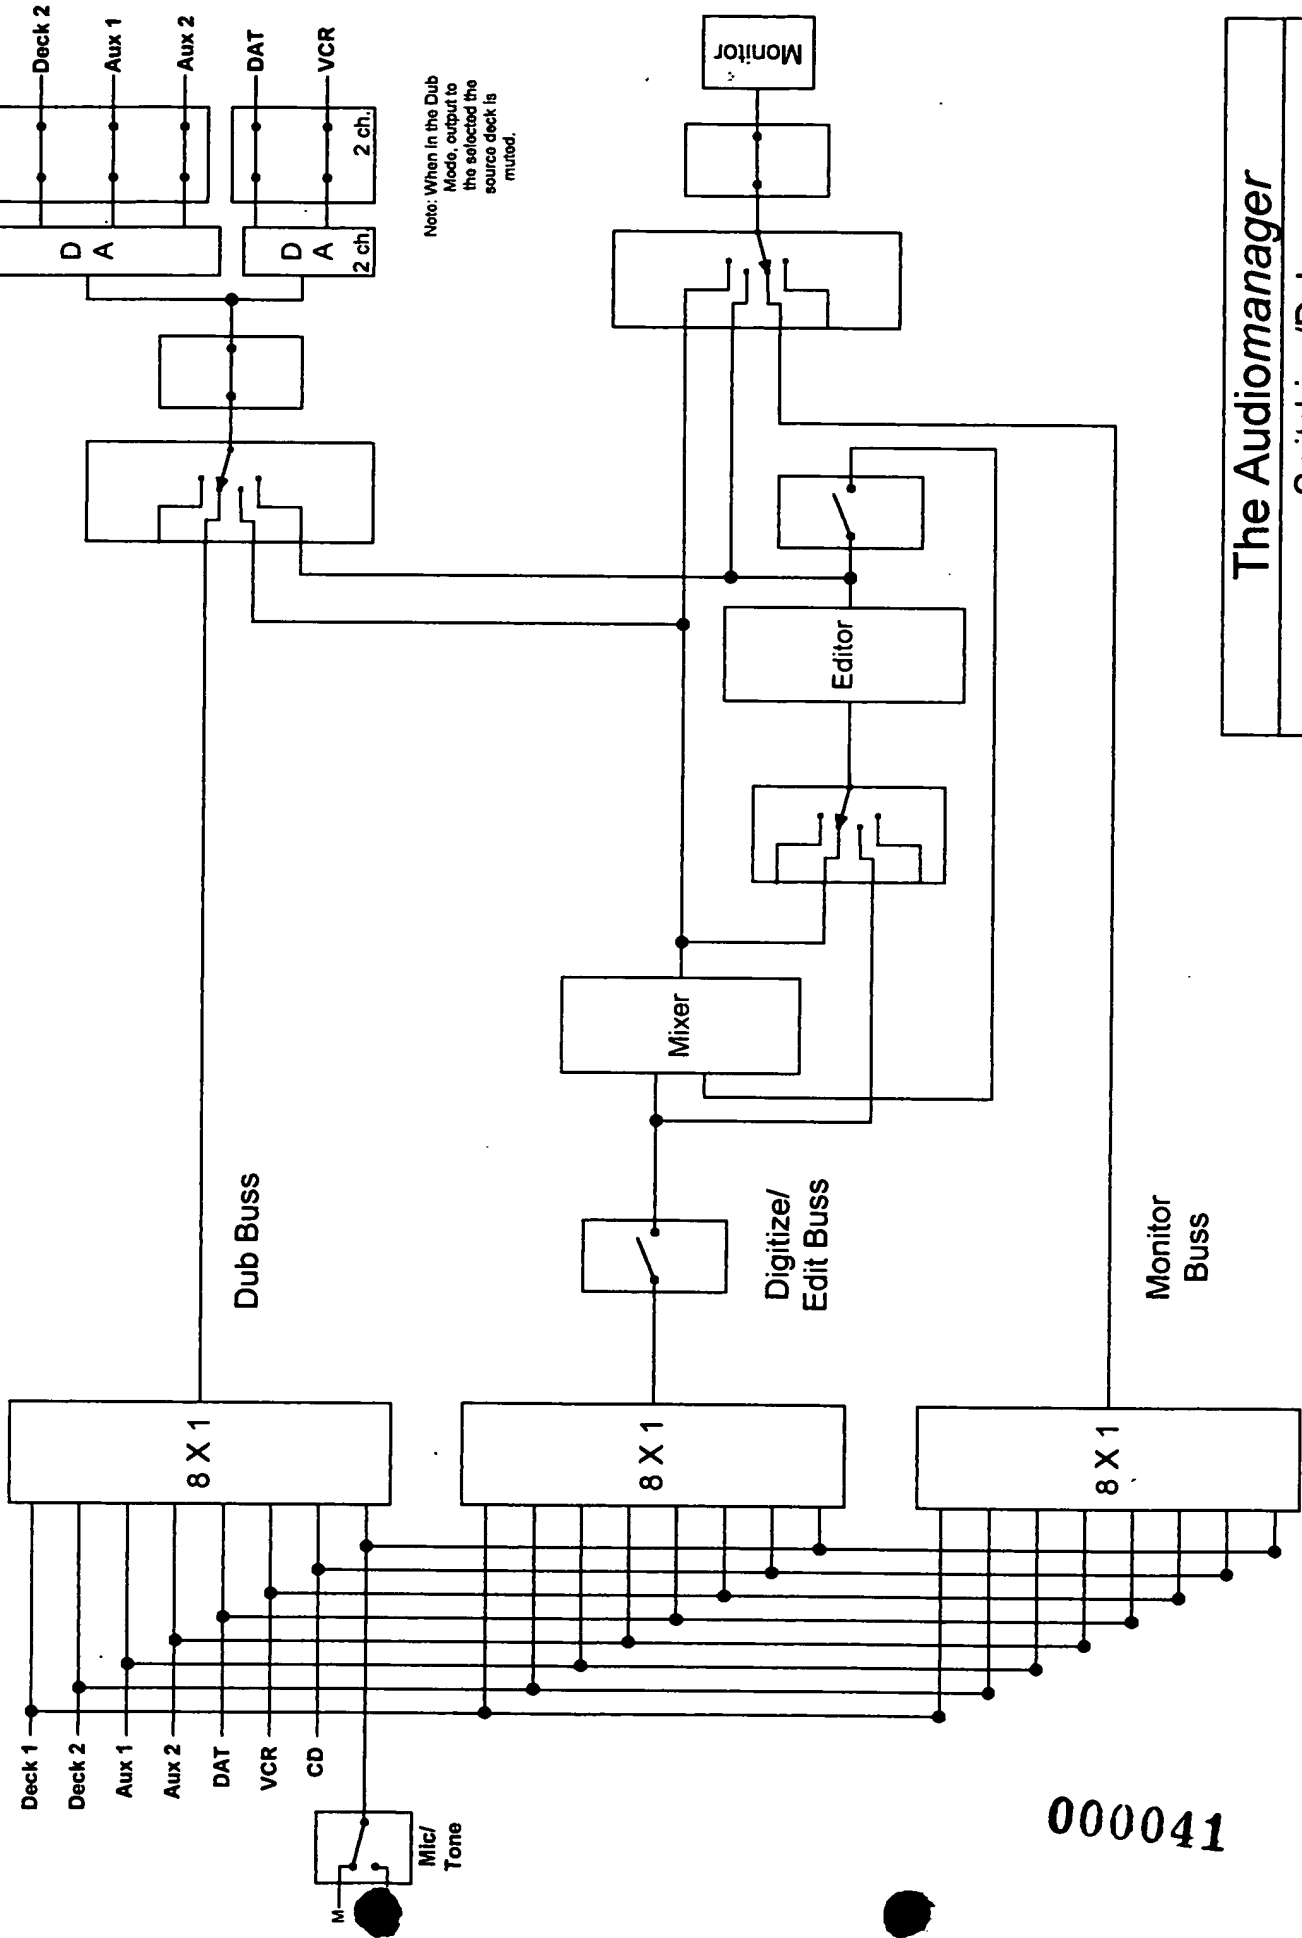 Deck 2
Aux 1
Aux 2
DAT
VCR
D
A
D
A
2 ch
2 ch.
Note: When in the Dub
Mode, output to
the selected the
source deck is
muted.
Monitor
Editor
Mixer
Dub Buss
Digitize/
Edit Buss
Monitor
Buss
8 X 1
8 X 1
8 X 1
Deck 1
Deck 2
Aux 1
Aux 2
DAT
VCR
CD
Mic/
Tone
M
The Audiomanager
000041